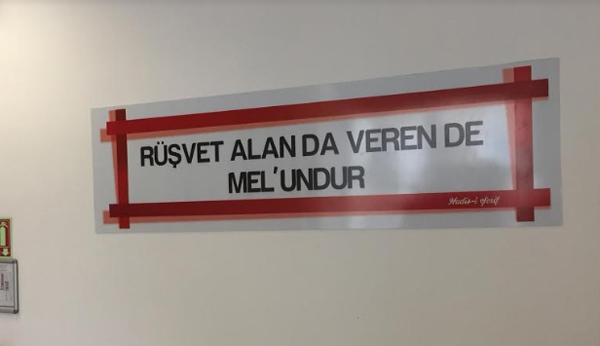 RÜŞVET ALAN DA VEREN DE
MEL'UNDUR
Hadis-i Şerif